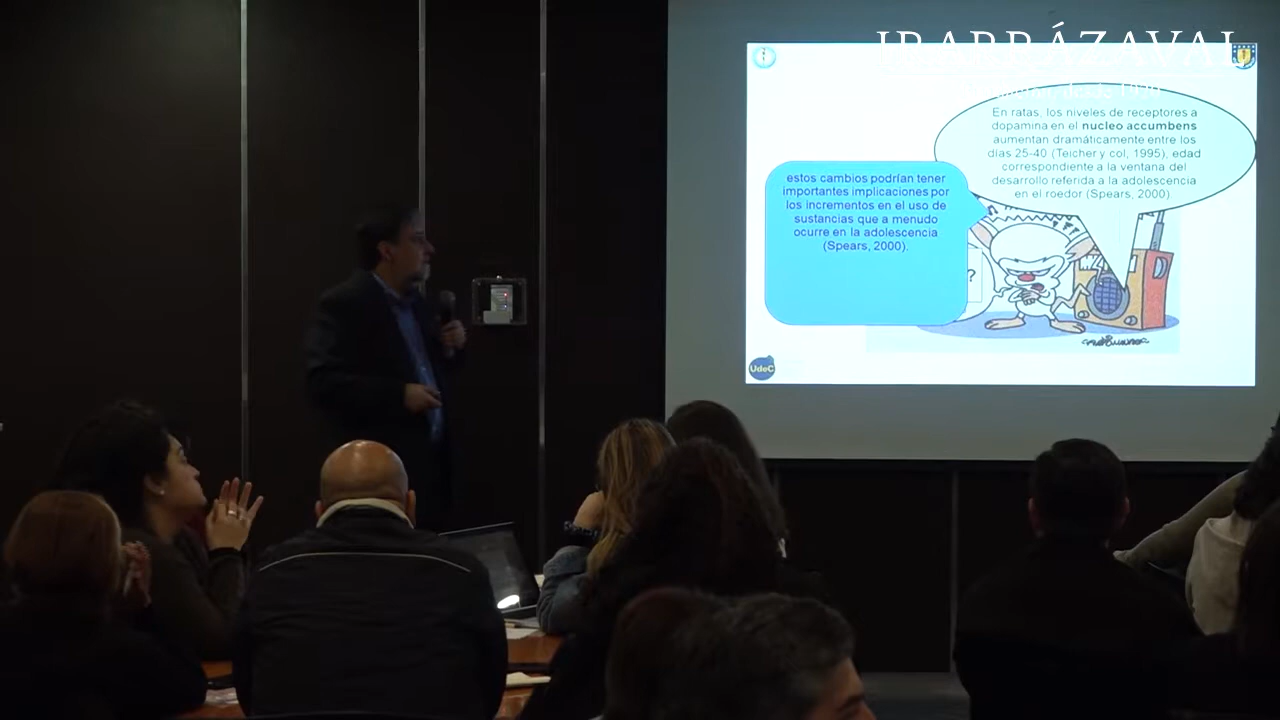 IRARRÁZAVAL
En ratas, los niveles de receptores a
dopamina en el nucleo accumbens
aumentan dramáticamente entre los
días 25-40 (Teicher y col, 1995), edad
correspondiente a la ventana del
desarrollo referida a la adolescencia
en el roedor (Spears, 2000).
estos cambios podrían tener
importantes implicaciones por
los incrementos en el uso de
sustancias que a menudo
ocurre en la adolescencia
(Spears, 2000).
?
UdeC